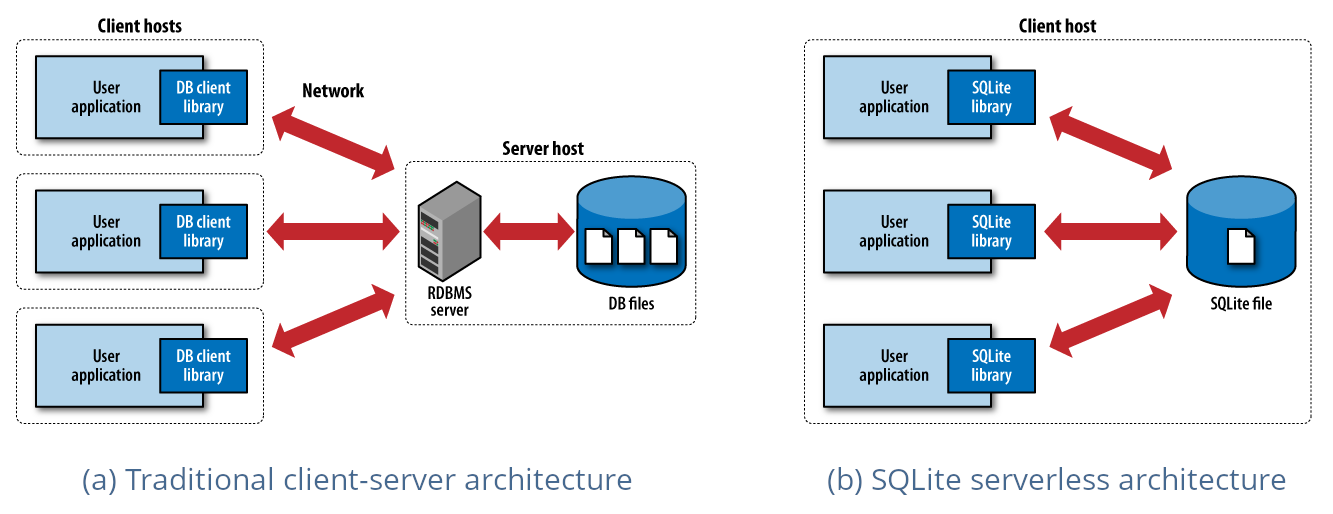 Client hosts
User
application
DB client
library
Network
User
application
DB client
library
User
application
DB client
library
Server host
RDBMS
server
DB files
(a) Traditional client-server architecture
Client host
User
application
SQLite
library
User
application
SQLite
library
User
application
SQLite
library
SQLite file
(b) SQLite serverless architecture